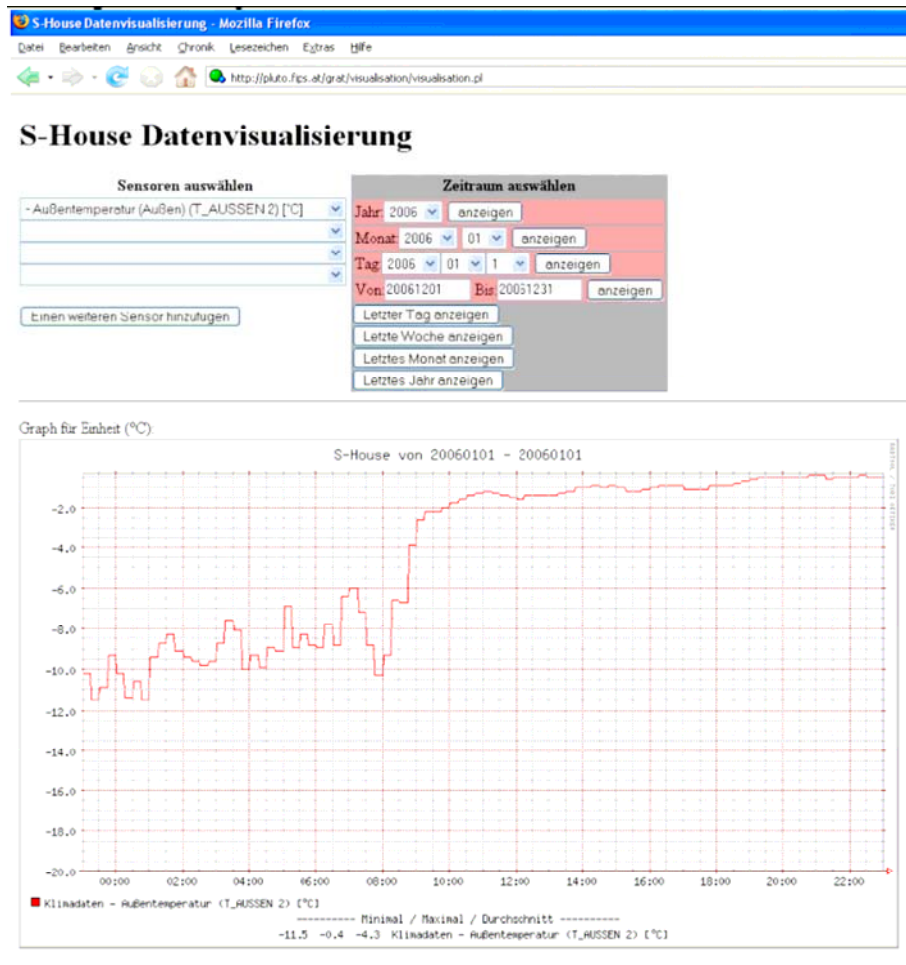 S-House Datenvisualisierung - Mozilla Firefox
Datei Bearbeiten Ansicht Chronik Lesezeichen Extras Hilfe
http://pluto.fjps.at/grat/visualisation/visualisation.pl
S-House Datenvisualisierung
Sensoren auswählen
Zeitraum auswählen
- Außentemperatur (Außen) (T_AUSSEN 2) [°C]
Jahr: 2006 anzeigen
Monat 2006 01 anzeigen
Tag 2006 01 1 anzeigen
Von: 20061201 Bis: 20061231 anzeigen
Einen weiteren Sensor hinzufügen
Letzter Tag anzeigen
Letzte Woche anzeigen
Letztes Monat anzeigen
Letztes Jahr anzeigen
Graph für Einheit (°C):
S-House von 20060101 - 20060101
-2.0
-4.0
-6.0
-8.0
-10.0
-12.0
-14.0
-16.0
-18.0
-20.0
00:00 02:00 04:00 06:00 08:00 10:00 12:00 14:00 16:00 18:00 20:00 22:00
Klimadaten - Außentemperatur (T_AUSSEN 2) [°C]
---------- Minimal / Maximal / Durchschnitt ----------
-11.5 -0.4 -4.3 Klimadaten - Außentemperatur (T_AUSSEN 2) [°C]